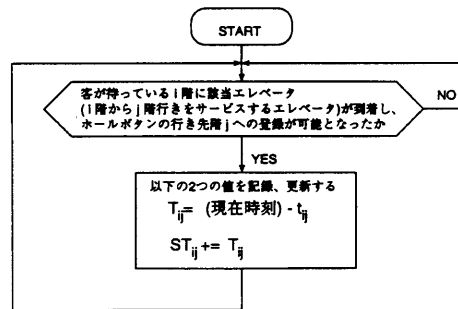 START
客が待っている i 階に該当エレベータ
(i 階から j 階行きをサービスするエレベータ)が到着し、
ホールボタンの行き先階 j への登録が可能となったか
NO
YES
以下の2つの値を記録、更新する
Tij= (現在時刻) - tij
STij += Tij